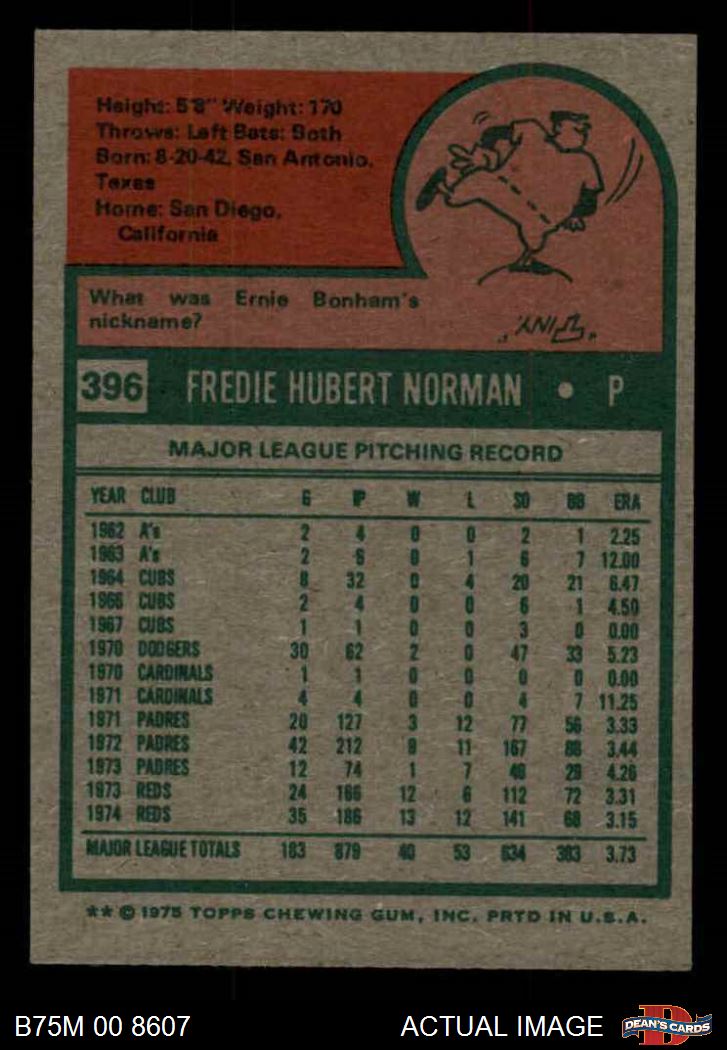 Height: 5'8" Weight: 170
Throws: Left Bats: Both
Born: 8-20-42, San Antonio,
Texas
Home: San Diego,
California
What was Ernie Bonham's
nickname?
"TINY."
396 FREDIE HUBERT NORMAN • P
MAJOR LEAGUE PITCHING RECORD
YEAR CLUB G IP W L SO BB ERA
1962 A's 2 4 0 0 2 1 2.25
1963 A's 2 6 0 1 6 7 12.00
1964 CUBS 8 32 0 4 20 21 6.47
1966 CUBS 2 4 0 0 6 1 4.50
1967 CUBS 1 1 0 0 3 0 0.00
1970 DODGERS 30 62 2 0 47 33 5.23
1970 CARDINALS 1 1 0 0 0 0 0.00
1971 CARDINALS 4 4 0 0 4 7 11.25
1971 PADRES 20 127 3 12 77 56 3.33
1972 PADRES 42 212 9 11 167 88 3.44
1973 PADRES 12 74 1 7 49 29 4.26
1973 REDS 24 166 12 6 112 72 3.31
1974 REDS 35 186 13 12 141 68 3.15
MAJOR LEAGUE TOTALS 183 879 40 53 634 383 3.73
** © 1975 TOPPS CHEWING GUM, INC. PRTD IN U.S.A.
B75M 00 8607 ACTUAL IMAGE DEAN'S CARDS